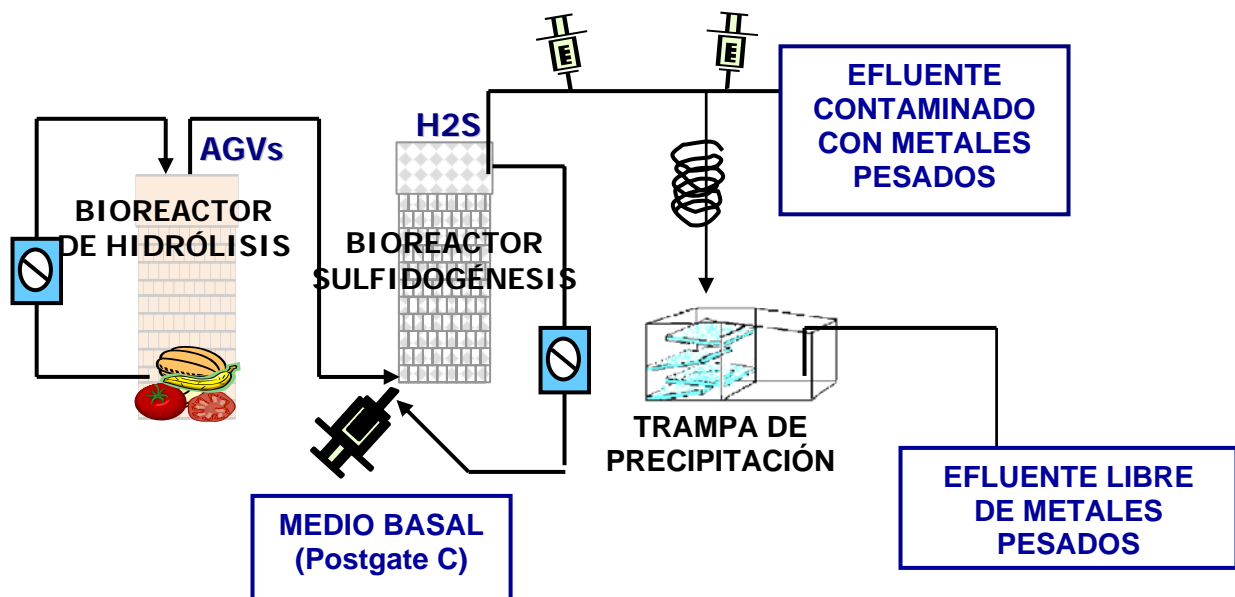 AGVs
BIOREACTOR
DE HIDRÓLISIS
H2S
BIOREACTOR
SULFIDOGÉNESIS
EFLUENTE
CONTAMINADO
CON METALES
PESADOS
TRAMPA DE
PRECIPITACIÓN
MEDIO BASAL
(Postgate C)
EFLUENTE LIBRE
DE METALES
PESADOS